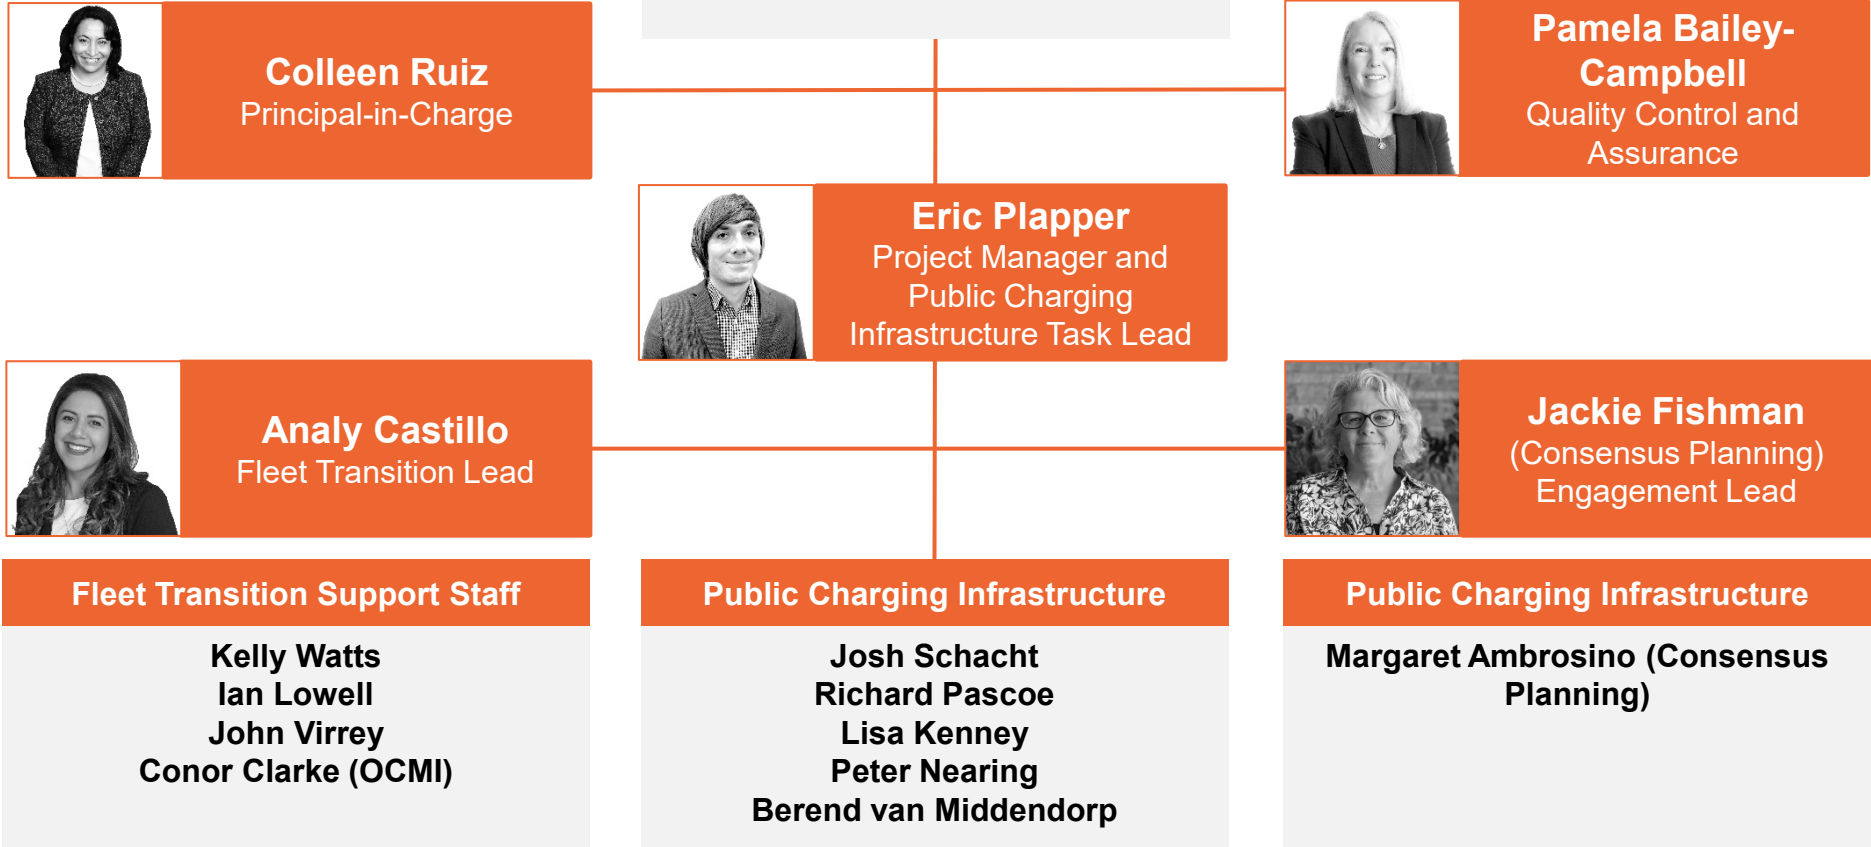 Colleen Ruiz
Principal-in-Charge
Pamela Bailey-
Campbell
Quality Control and
Assurance
Eric Plapper
Project Manager and
Public Charging
Infrastructure Task Lead
Analy Castillo
Fleet Transition Lead
Jackie Fishman
(Consensus Planning)
Engagement Lead
Fleet Transition Support Staff
Kelly Watts
Ian Lowell
John Virrey
Conor Clarke (OCMI)
Public Charging Infrastructure
Josh Schacht
Richard Pascoe
Lisa Kenney
Peter Nearing
Berend van Middendorp
Public Charging Infrastructure
Margaret Ambrosino (Consensus
Planning)